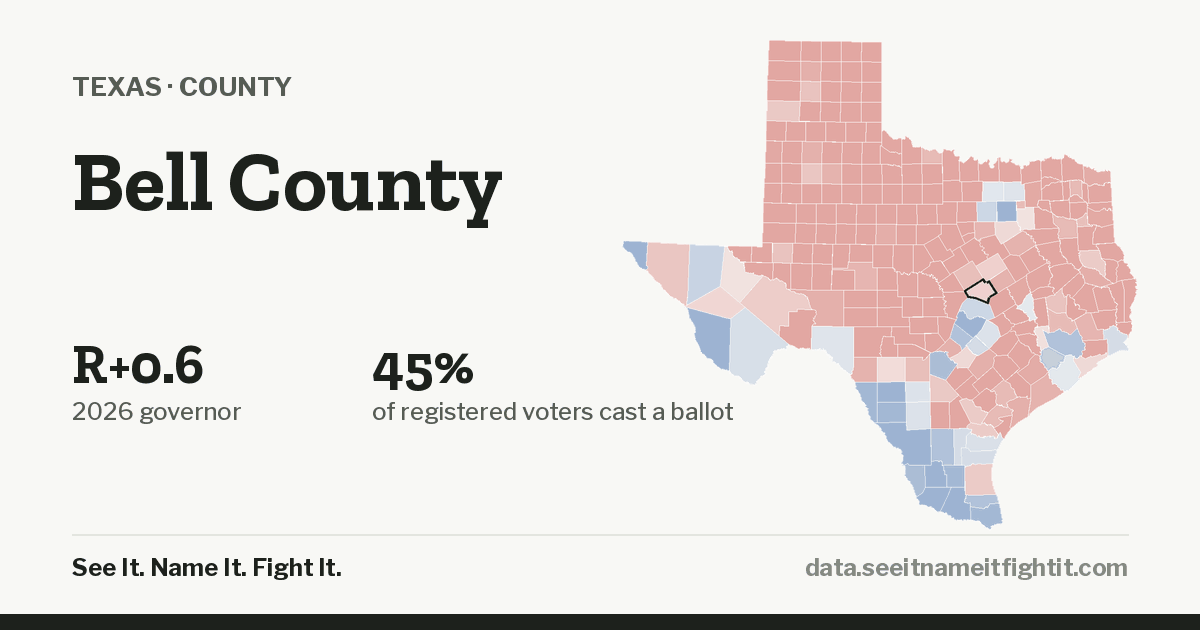 TEXAS · COUNTY
Bell County
R+0.6
2026 governor
45%
of registered voters cast a ballot
See It. Name It. Fight It.
data.seeitnameitfightit.com